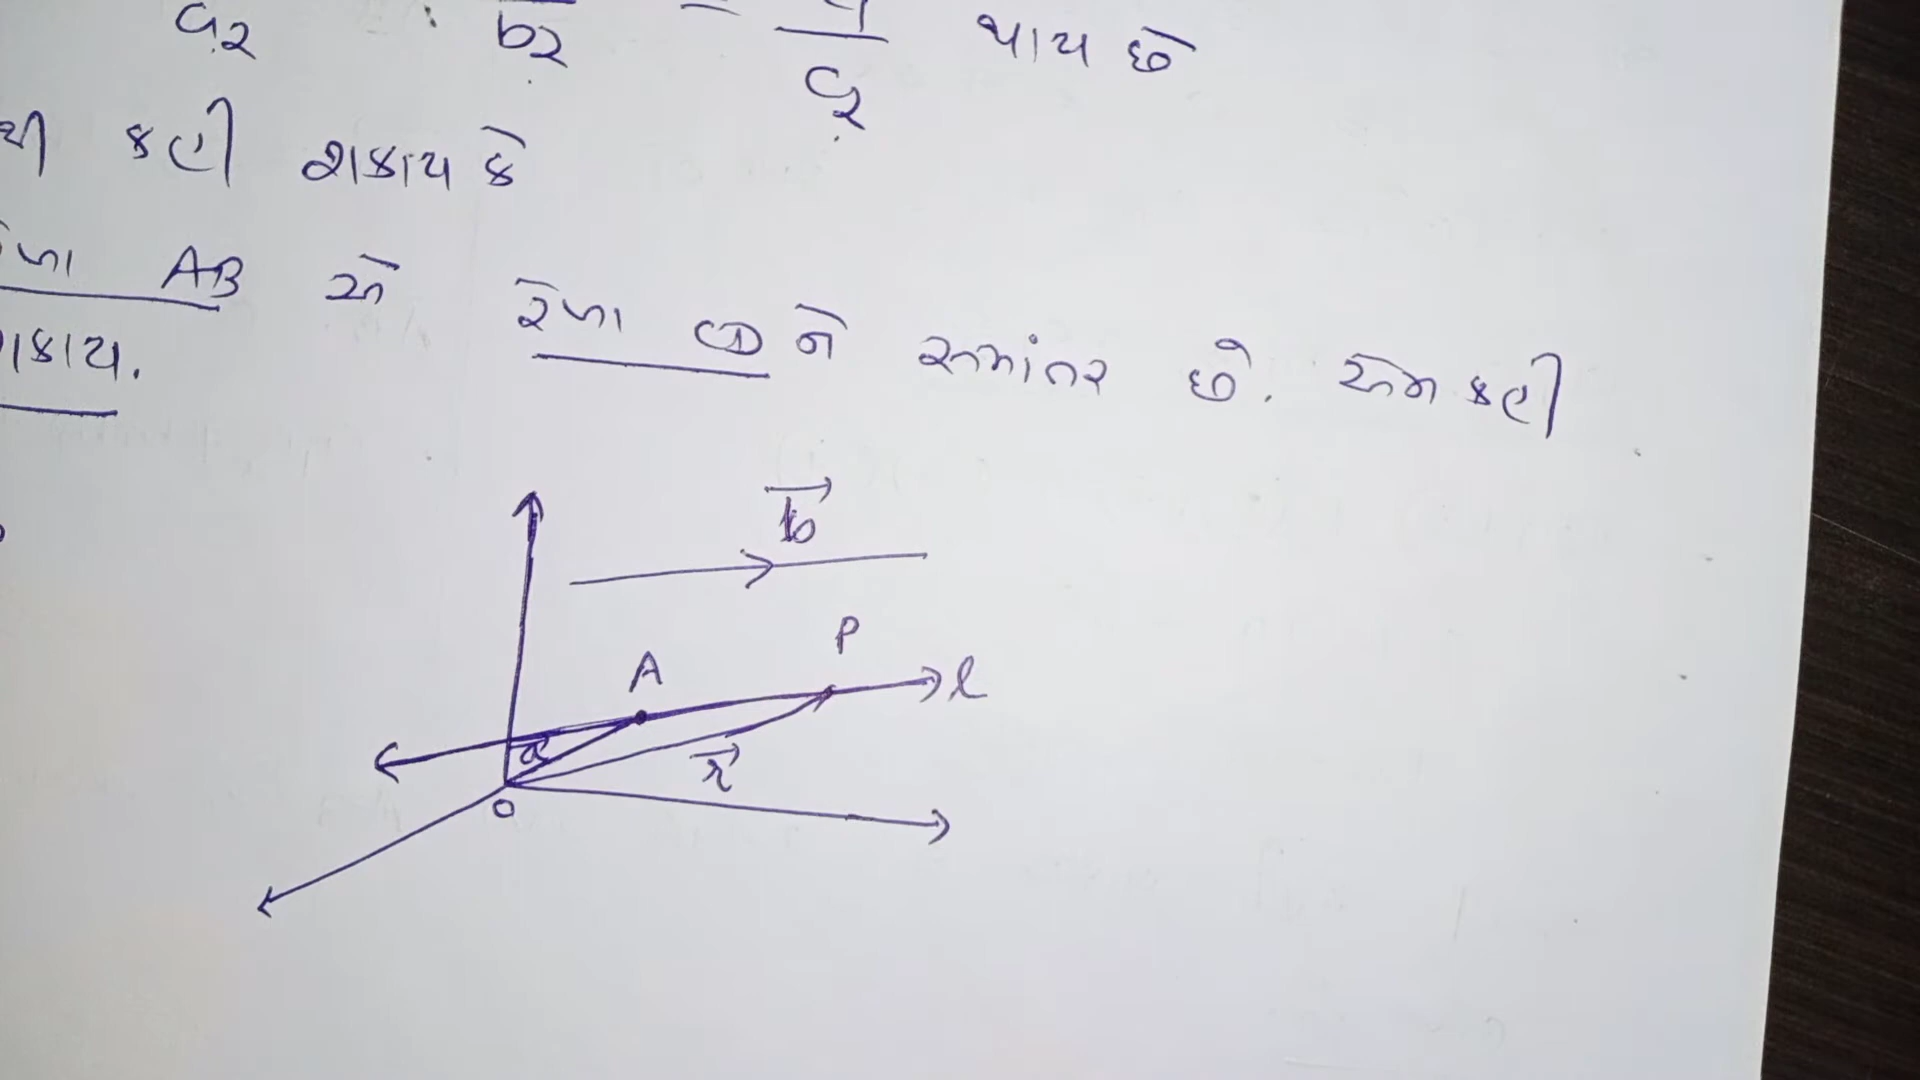 a₂ b₂ = c₂ થાય છે
થી કહી શકાય કે
રેખા AB એ રેખા CD ને સમાંતર છે. એમ કહી
શકાય.
b
P
A
l
a
r
O